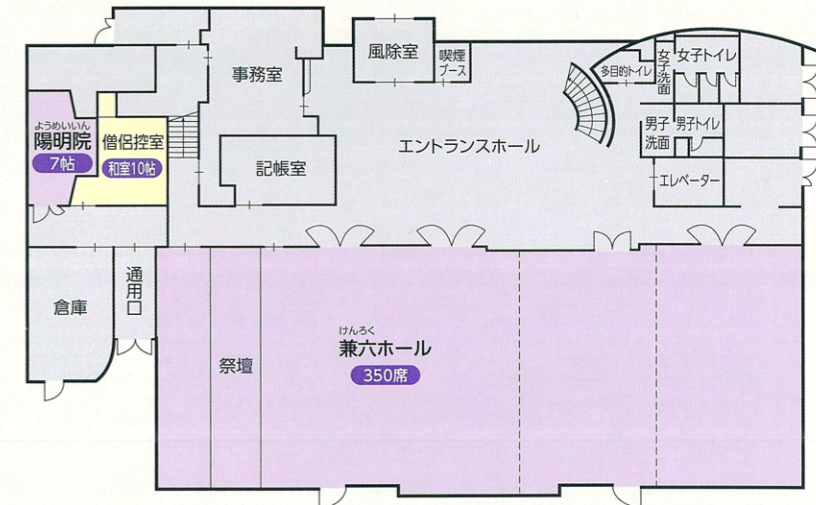 風除室
喫煙
ブース
事務室
多目的トイレ
女子洗面
女子トイレ
ようめいいん
陽明院
7帖
僧侶控室
和室10帖
エントランスホール
男子
洗面
男子トイレ
記帳室
エレベーター
倉庫
通用口
祭壇
けんろく
兼六ホール
350席